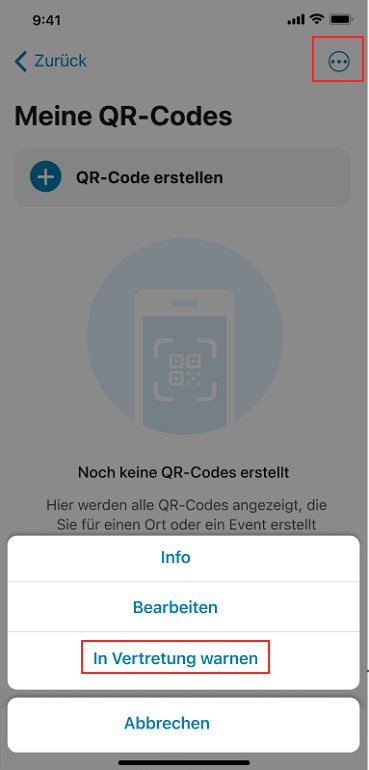 9:41
Zurück
Meine QR-Codes
QR-Code erstellen
Noch keine QR-Codes erstellt
Hier werden alle QR-Codes angezeigt, die
Sie für einen Ort oder ein Event erstellt
Info
Bearbeiten
In Vertretung warnen
Abbrechen